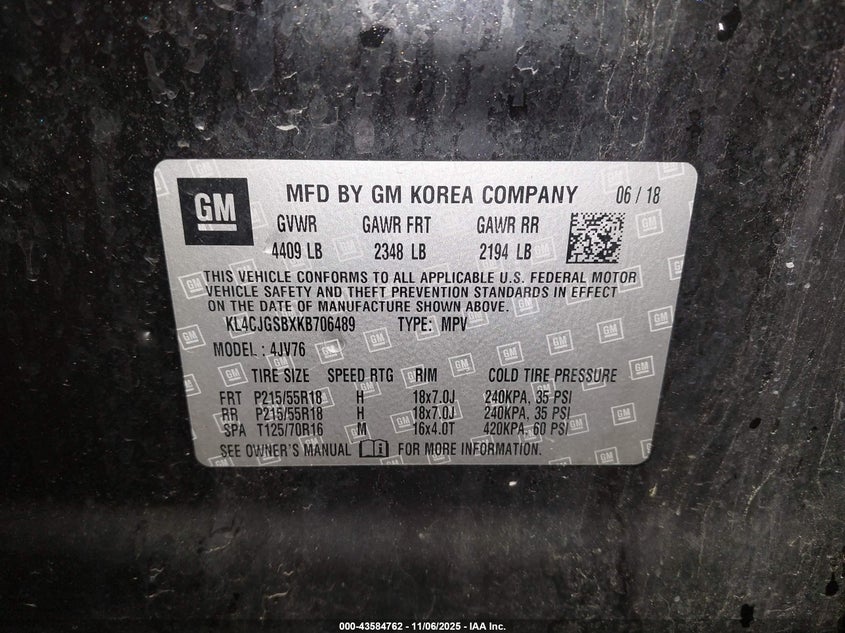 GM
MFD BY GM KOREA COMPANY 06 / 18
GVWR GAWR FRT GAWR RR
4409 LB 2348 LB 2194 LB
THIS VEHICLE CONFORMS TO ALL APPLICABLE U.S. FEDERAL MOTOR
VEHICLE SAFETY AND THEFT PREVENTION STANDARDS IN EFFECT
ON THE DATE OF MANUFACTURE SHOWN ABOVE.
KL4CJGSBXKB706489 TYPE: MPV
MODEL : 4JV76
TIRE SIZE SPEED RTG RIM COLD TIRE PRESSURE
FRT P215/55R18 H 18x7.0J 240KPA, 35 PSI
RR P215/55R18 H 18x7.0J 240KPA, 35 PSI
SPA T125/70R16 M 16x4.0T 420KPA, 60 PSI
SEE OWNER'S MANUAL FOR MORE INFORMATION.
000-43584762 - 11/06/2025 - IAA Inc.